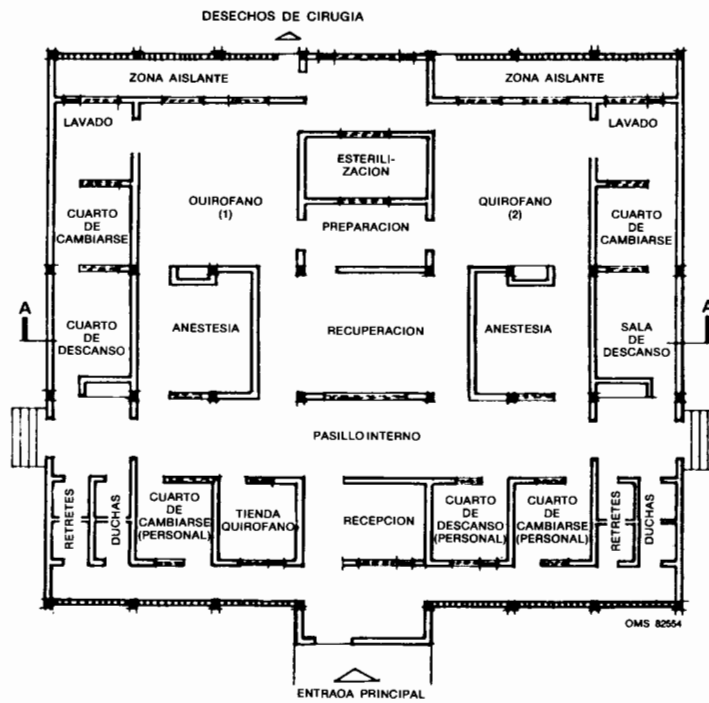 DESECHOS DE CIRUGIA
ZONA AISLANTE
ZONA AISLANTE
LAVADO
LAVADO
ESTERILI-
ZACION
QUIROFANO
(1)
QUIROFANO
(2)
CUARTO
DE
CAMBIARSE
PREPARACION
CUARTO
DE
CAMBIARSE
A
A
CUARTO
DE
DESCANSO
ANESTESIA
RECUPERACION
ANESTESIA
SALA
DE
DESCANSO
PASILLO INTERNO
RETRETES
DUCHAS
CUARTO
DE
CAMBIARSE
(PERSONAL)
TIENDA
QUIROFANO
RECEPCION
CUARTO
DE
DESCANSO
(PERSONAL)
CUARTO
DE
CAMBIARSE
(PERSONAL)
RETRETES
DUCHAS
OMS 82554
ENTRADA PRINCIPAL